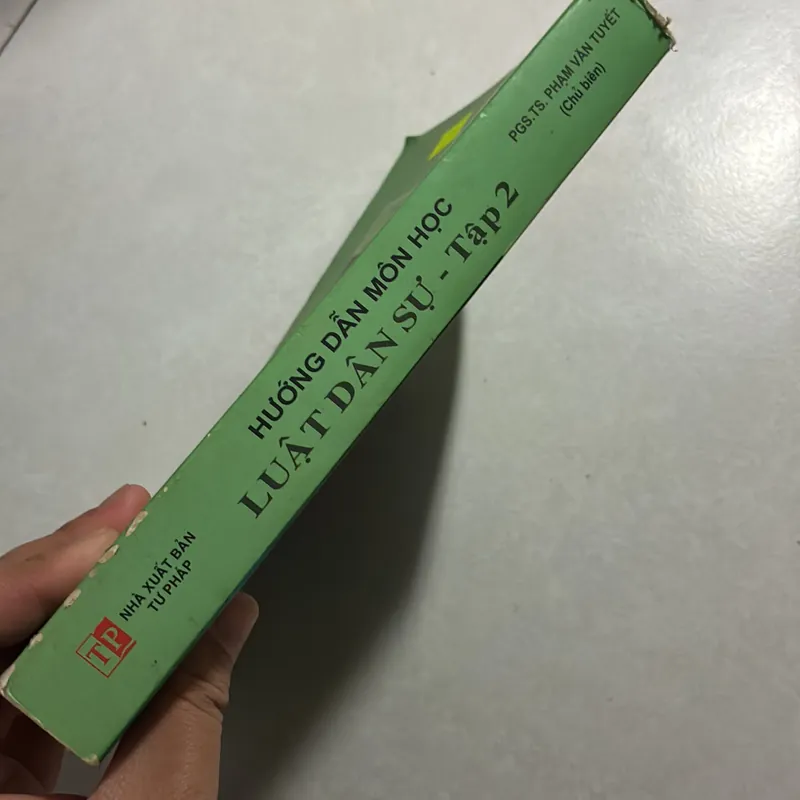 PGS.TS. PHẠM VĂN TUYẾT
(Chủ biên)
HƯỚNG DẪN MÔN HỌC
LUẬT DÂN SỰ - Tập 2
TP
NHÀ XUẤT BẢN
TƯ PHÁP